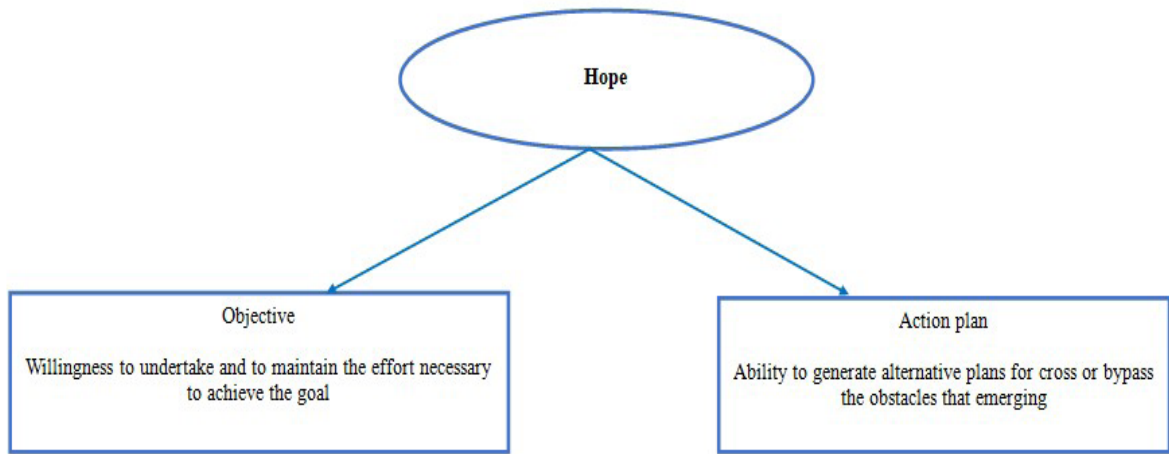 Hope
Objective
Willingness to undertake and to maintain the effort necessary
to achieve the goal
Action plan
Ability to generate alternative plans for cross or bypass
the obstacles that emerging